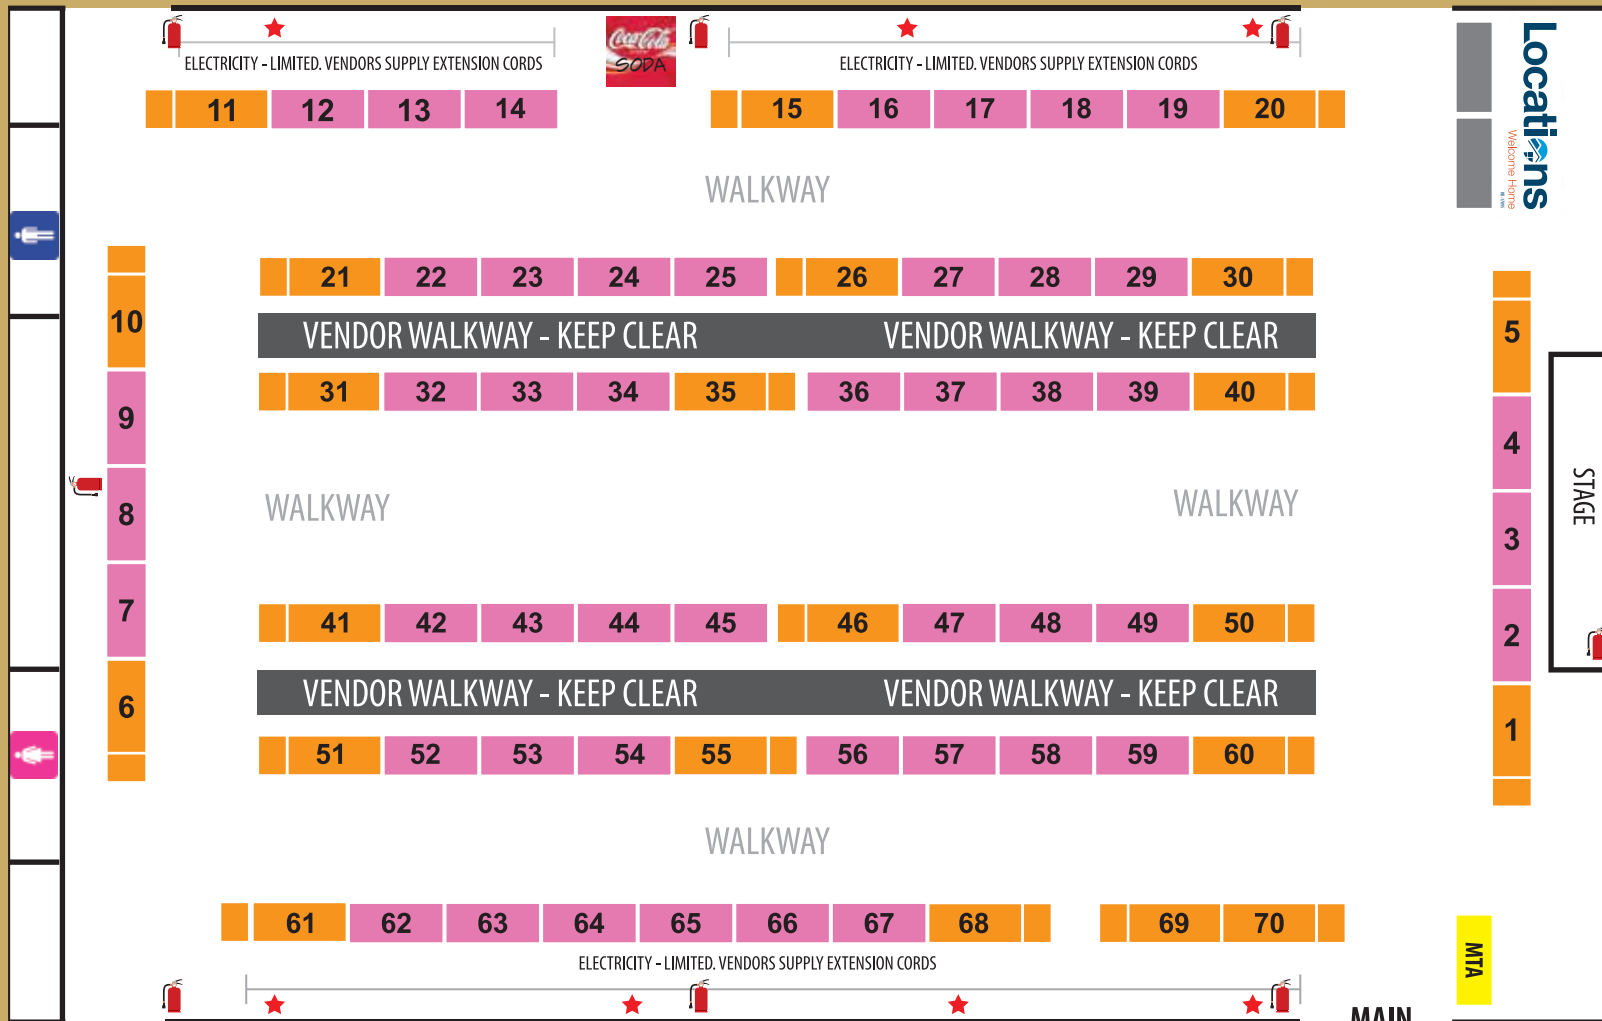 Coca-Cola
SODA
ELECTRICITY - LIMITED. VENDORS SUPPLY EXTENSION CORDS
ELECTRICITY - LIMITED. VENDORS SUPPLY EXTENSION CORDS
Locations
Welcome Home
11 12 13 14
15 16 17 18 19 20
WALKWAY
21 22 23 24 25 26 27 28 29 30
VENDOR WALKWAY - KEEP CLEAR VENDOR WALKWAY - KEEP CLEAR
31 32 33 34 35 36 37 38 39 40
10
9
8
7
6
WALKWAY
WALKWAY
5
4
3
2
1
STAGE
41 42 43 44 45 46 47 48 49 50
VENDOR WALKWAY - KEEP CLEAR VENDOR WALKWAY - KEEP CLEAR
51 52 53 54 55 56 57 58 59 60
WALKWAY
61 62 63 64 65 66 67 68 69 70
ELECTRICITY - LIMITED. VENDORS SUPPLY EXTENSION CORDS
MTA
MAIN